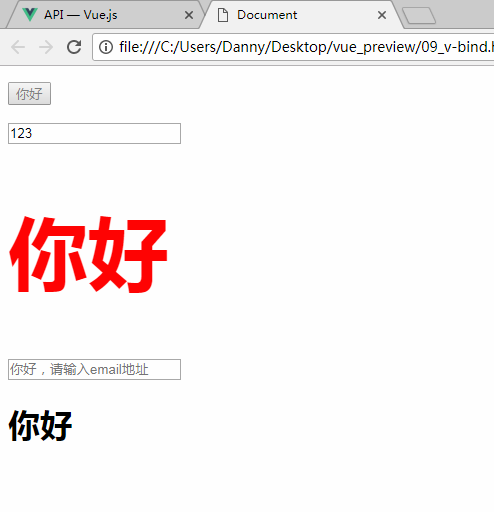 API — Vue.js
Document
file:///C:/Users/Danny/Desktop/vue_preview/09_v-bind.h
你好
123
你好
你好，请输入email地址
你好